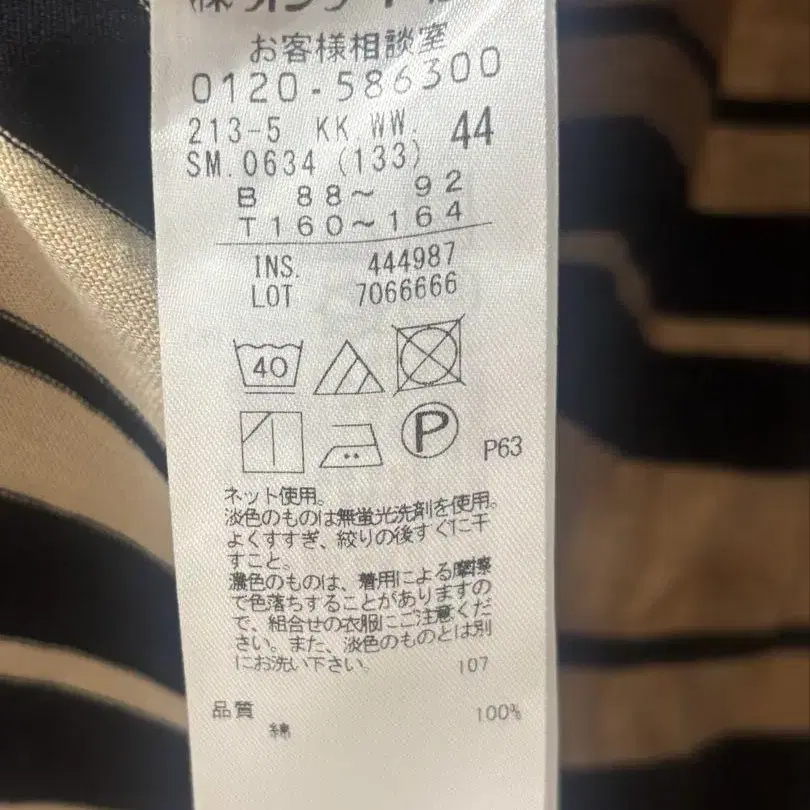 お客様相談室
0120-586300
213-5 KK.WW. 44
SM.0634 (133)
B 88～ 92
T160～164
INS. 444987
LOT 7066666
40
P P63
ネット使用。
淡色のものは無蛍光洗剤を使用。
よくすすぎ、絞りの後すぐに干
すこと。
濃色のものは、着用による摩擦
で色落ちすることがありますの
で、組合せの衣服にご注意くだ
さい。また、淡色のものとは別
にお洗い下さい。 107
品質 100%
綿